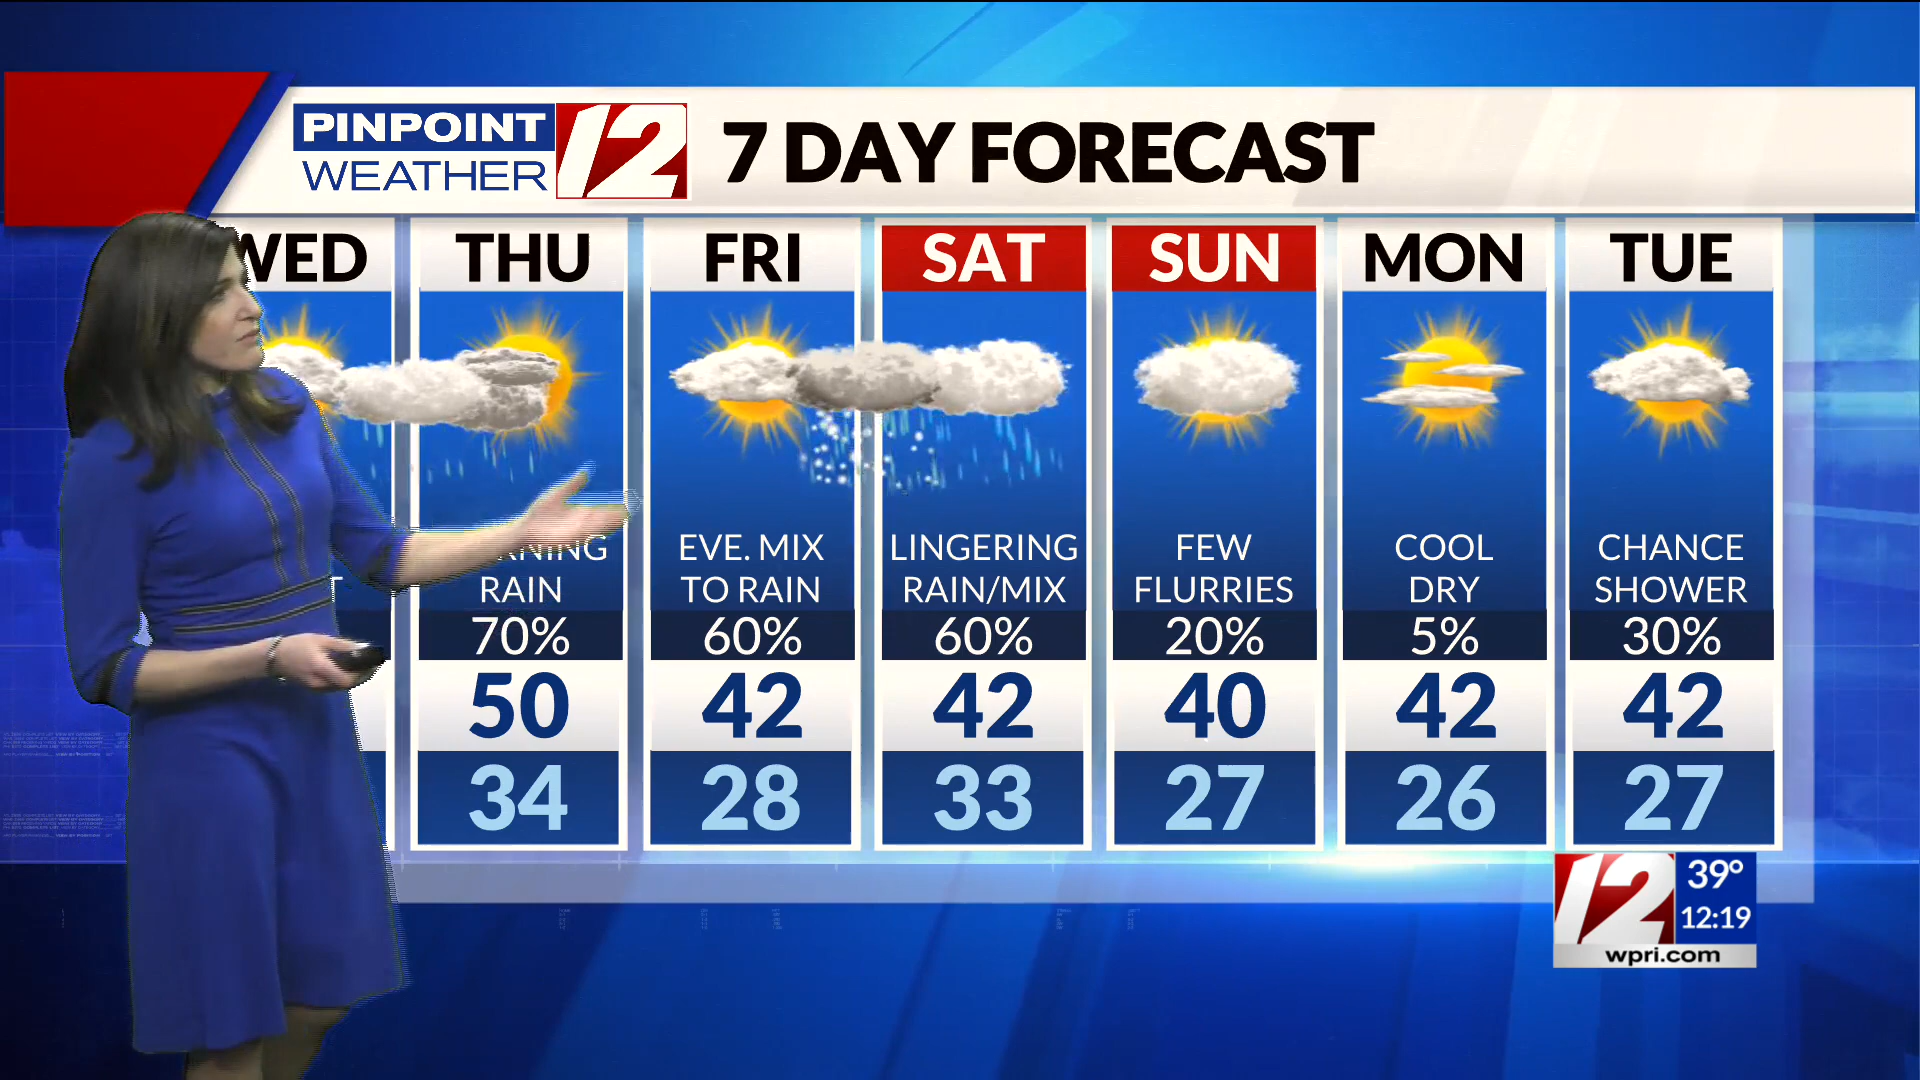 PINPOINT
WEATHER
12
7 DAY FORECAST
WED
THU
RAIN
70%
50
34
FRI
EVE. MIX
TO RAIN
60%
42
28
SAT
LINGERING
RAIN/MIX
60%
42
33
SUN
FEW
FLURRIES
20%
40
27
MON
COOL
DRY
5%
42
26
TUE
CHANCE
SHOWER
30%
42
27
12
39°
12:19
wpri.com